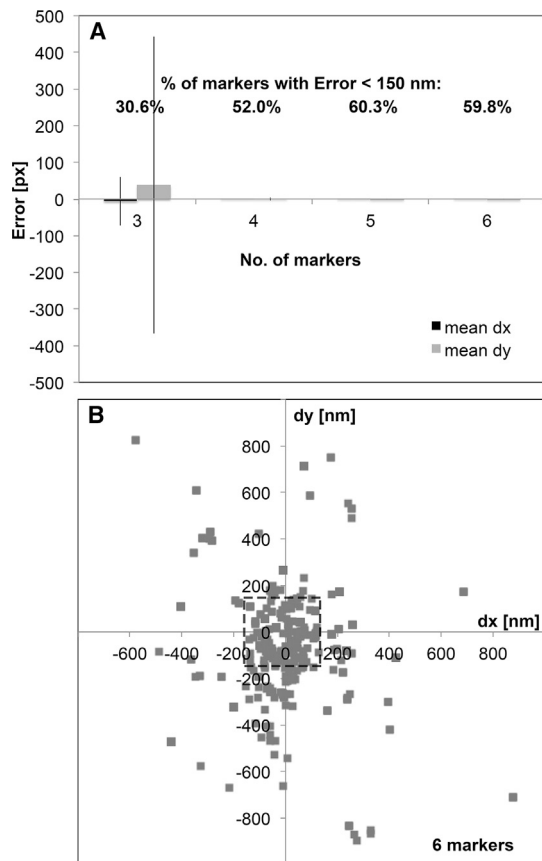 500
A
400
300
% of markers with Error < 150 nm:
30.6% 52.0% 60.3% 59.8%
200
100
Error [px]
0
3 4 5 6
-100
No. of markers
-200
-300
mean dx
-400
mean dy
-500
B
dy [nm]
800
600
400
200
dx [nm]
0
-600 -400 -200 0 200 400 600 800
-200
-400
-600
-800
6 markers